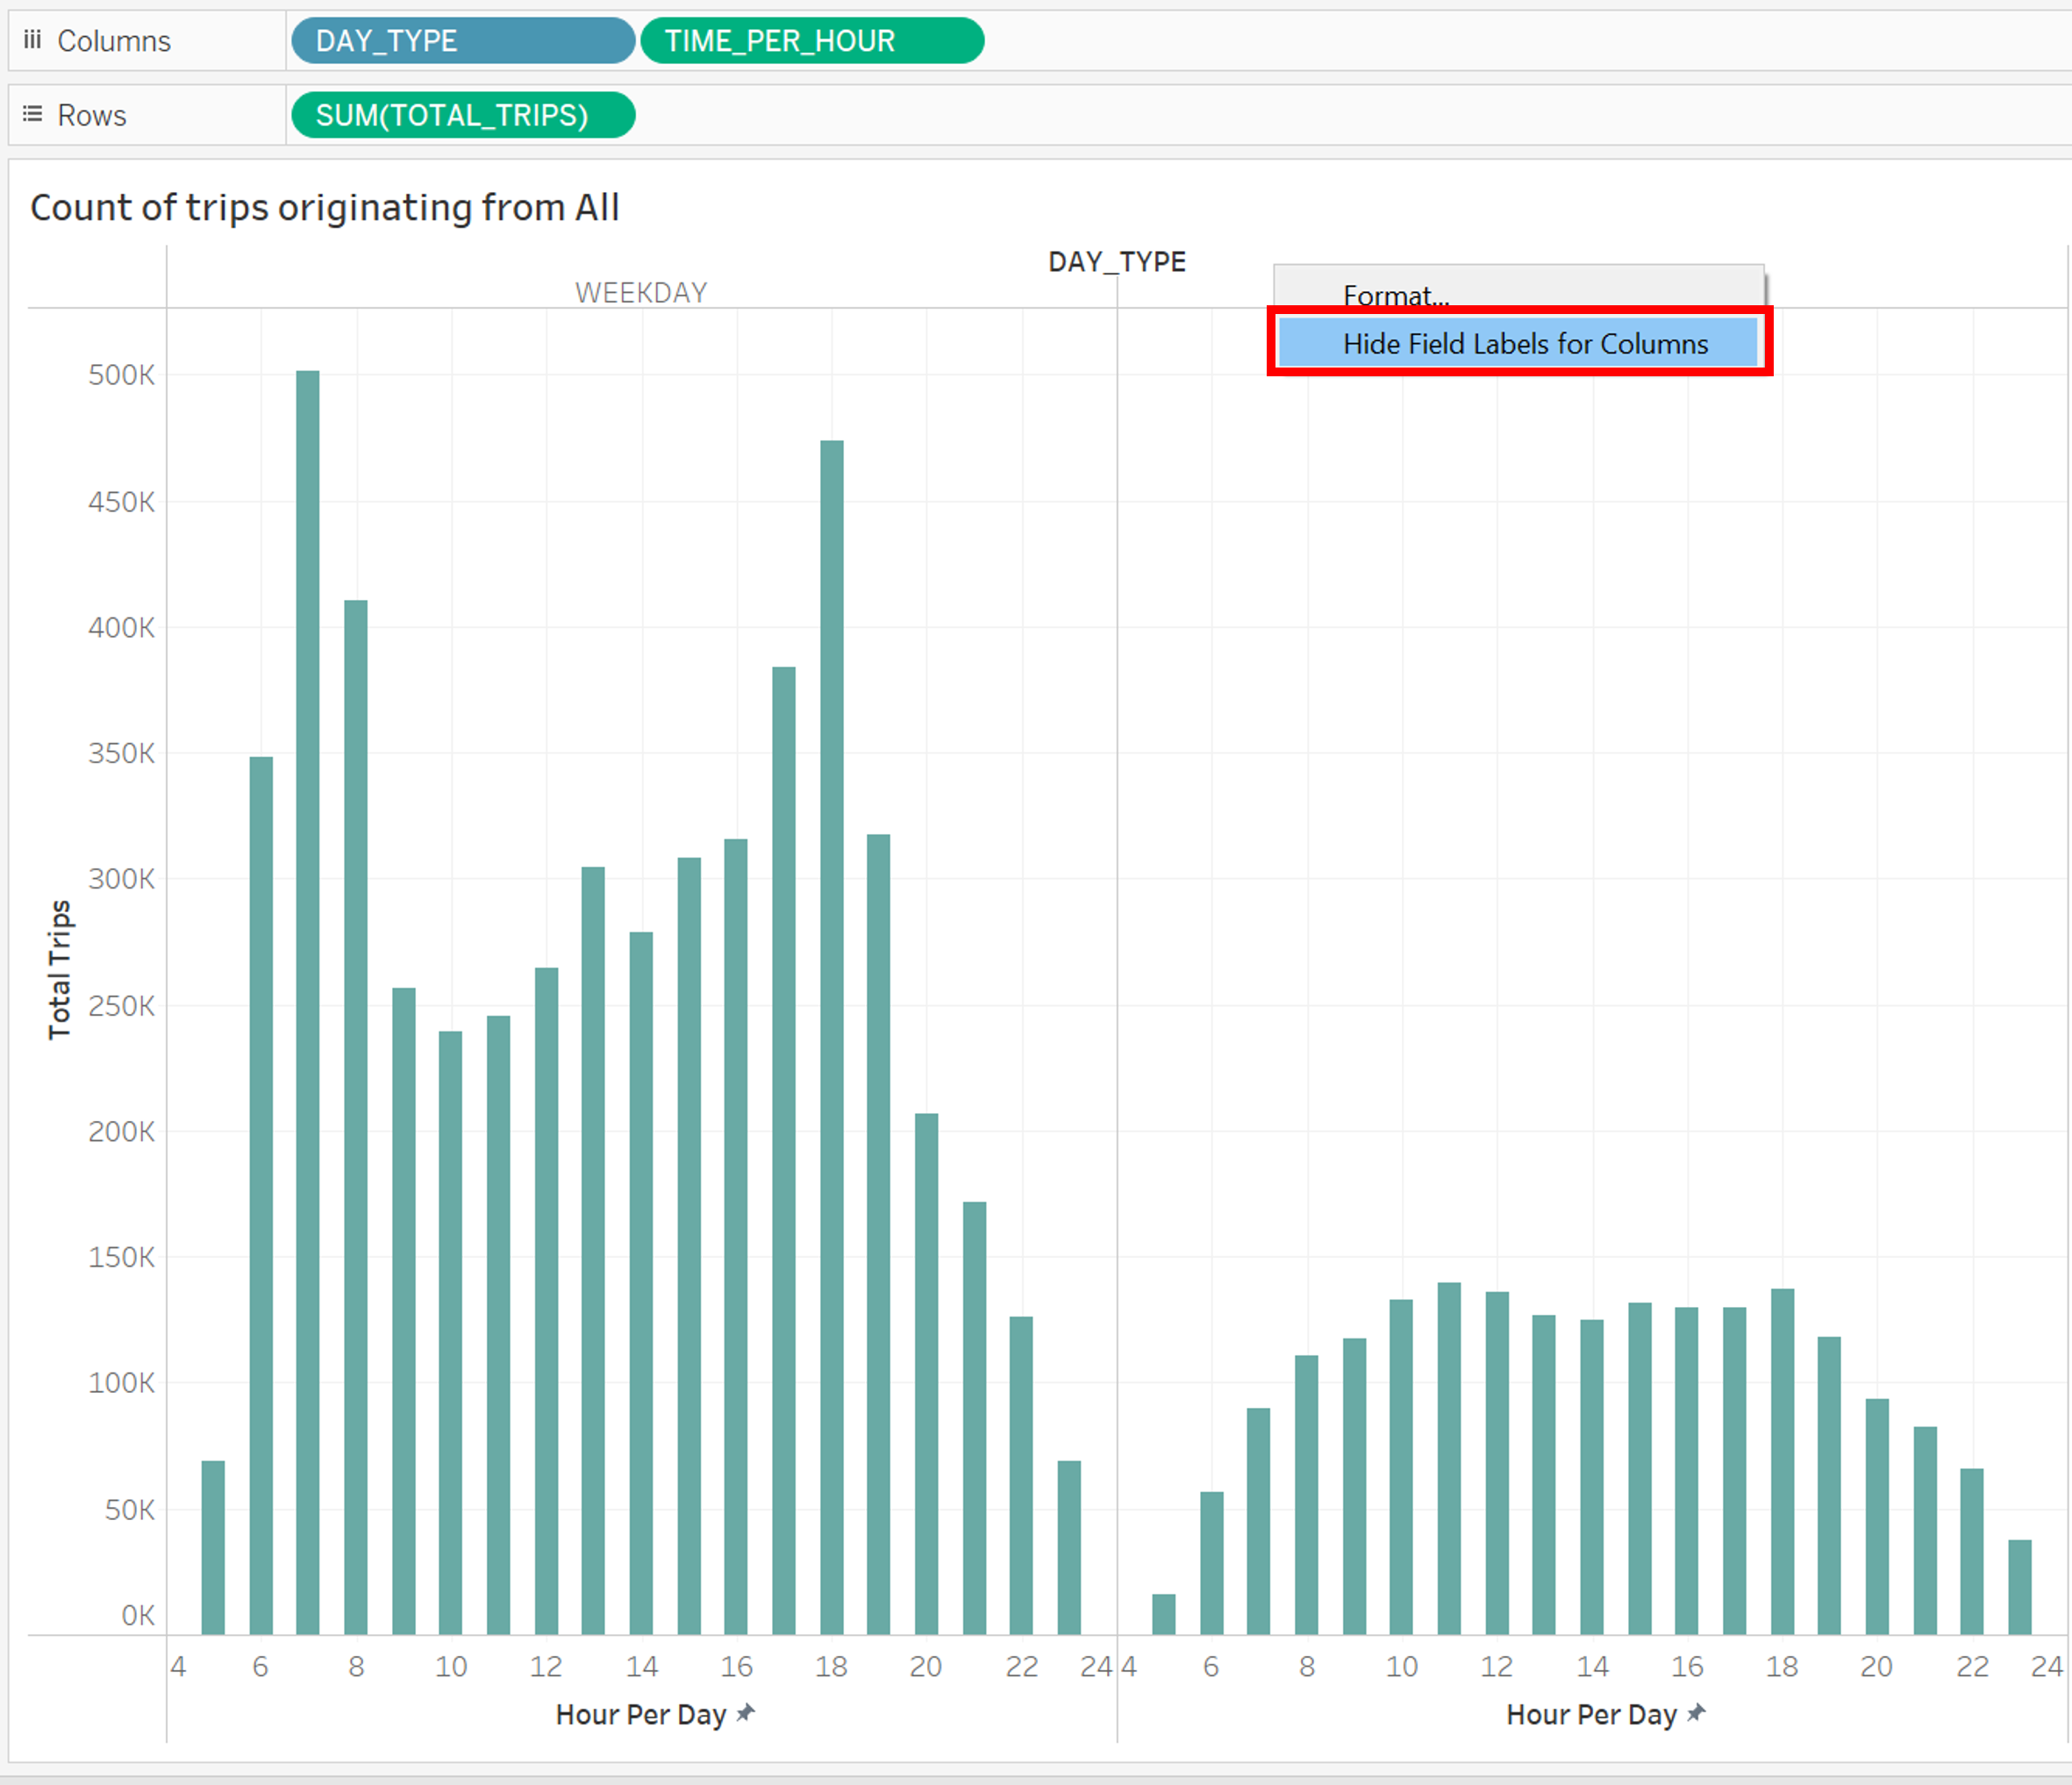 Columns DAY_TYPE TIME_PER_HOUR
Rows SUM(TOTAL_TRIPS)
Count of trips originating from All
DAY_TYPE
WEEKDAY
Format...
Hide Field Labels for Columns
500K
450K
400K
350K
300K
250K
200K
150K
100K
50K
0K
Total Trips
4 6 8 10 12 14 16 18 20 22 24 4 6 8 10 12 14 16 18 20 22 24
Hour Per Day Hour Per Day